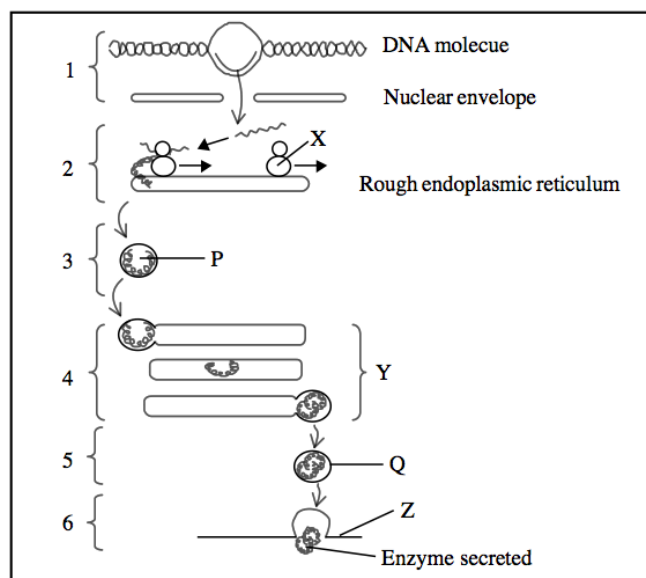 DNA molecue
1
Nuclear envelope
X
2
Rough endoplasmic reticulum
3
P
4
Y
5
Q
6
Z
Enzyme secreted